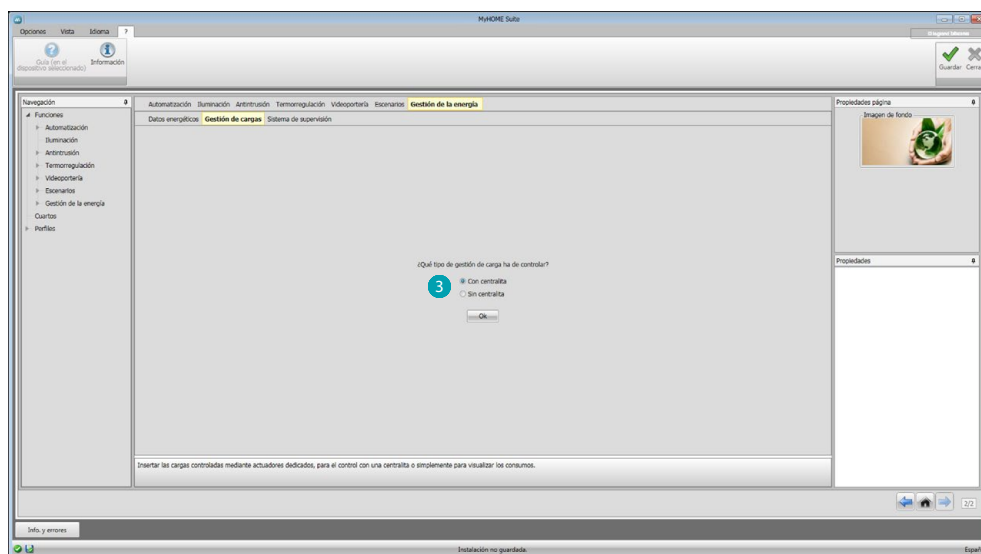 MyHOME Suite
Opciones Vista Idioma ?
Guía (en el dispositivo seleccionado)
Información
Guardar Cerra
Navegación
Funciones
Automatización
Iluminación
Antintrusión
Termorregulación
Videoportería
Escenarios
Gestión de la energía
Cuartos
Perfiles
Automatización Iluminación Antintrusión Termorregulación Videoportería Escenarios Gestión de la energía
Datos energéticos Gestión de cargas Sistema de supervisión
¿Qué tipo de gestión de carga ha de controlar?
3
Con centralita
Sin centralita
Ok
Insertar las cargas controladas mediante actuadores dedicados, para el control con una centralita o simplemente para visualizar los consumos.
Propiedades página
Imagen de fondo
Propiedades
2/2
Info. y errores
Instalación no guardada.
Españ